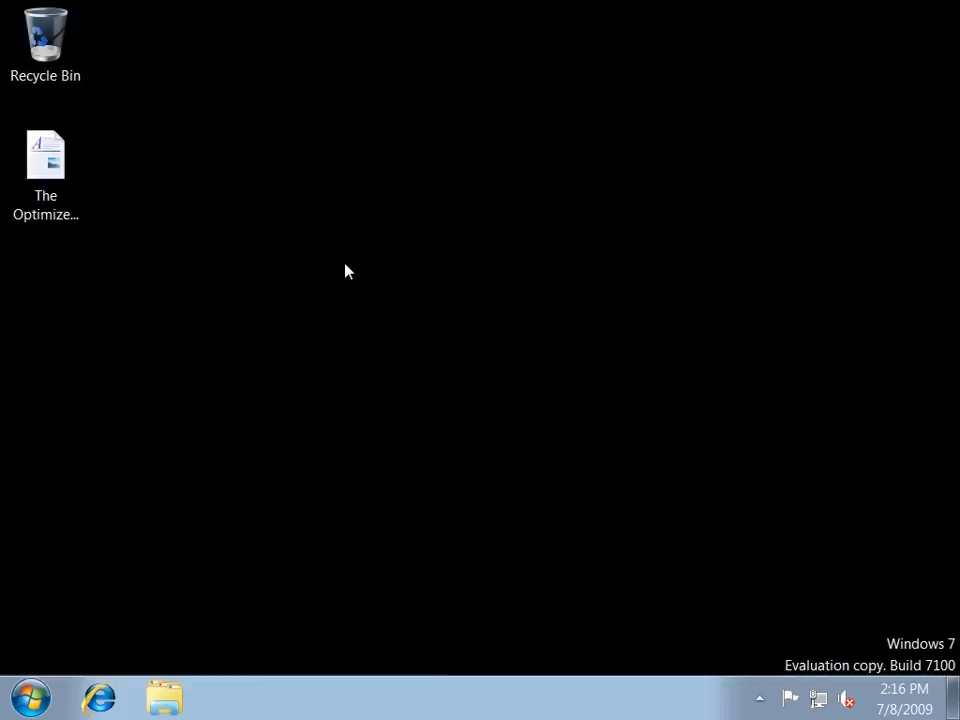 Recycle Bin
The
Optimize...
Windows 7
Evaluation copy. Build 7100
2:16 PM
7/8/2009